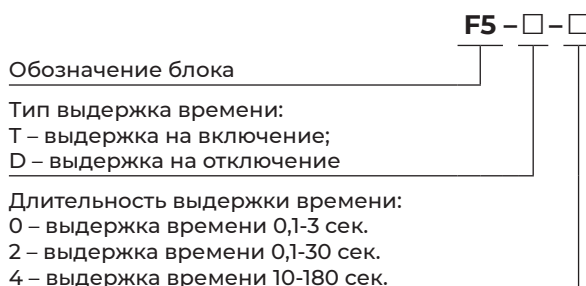 F5 – □ – □
Обозначение блока
Тип выдержка времени:
Т – выдержка на включение;
D – выдержка на отключение
Длительность выдержки времени:
0 – выдержка времени 0,1-3 сек.
2 – выдержка времени 0,1-30 сек.
4 – выдержка времени 10-180 сек.